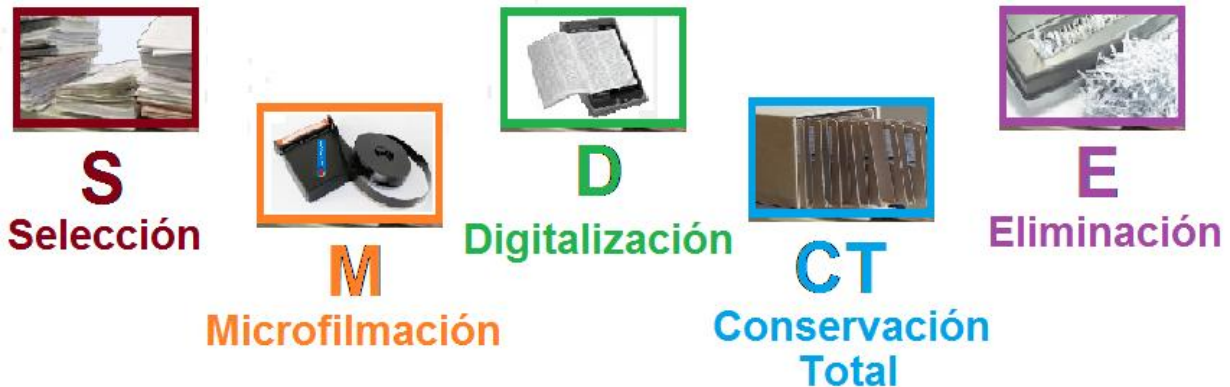 S
Selección
M
Microfilmación
D
Digitalización
CT
Conservación
Total
E
Eliminación